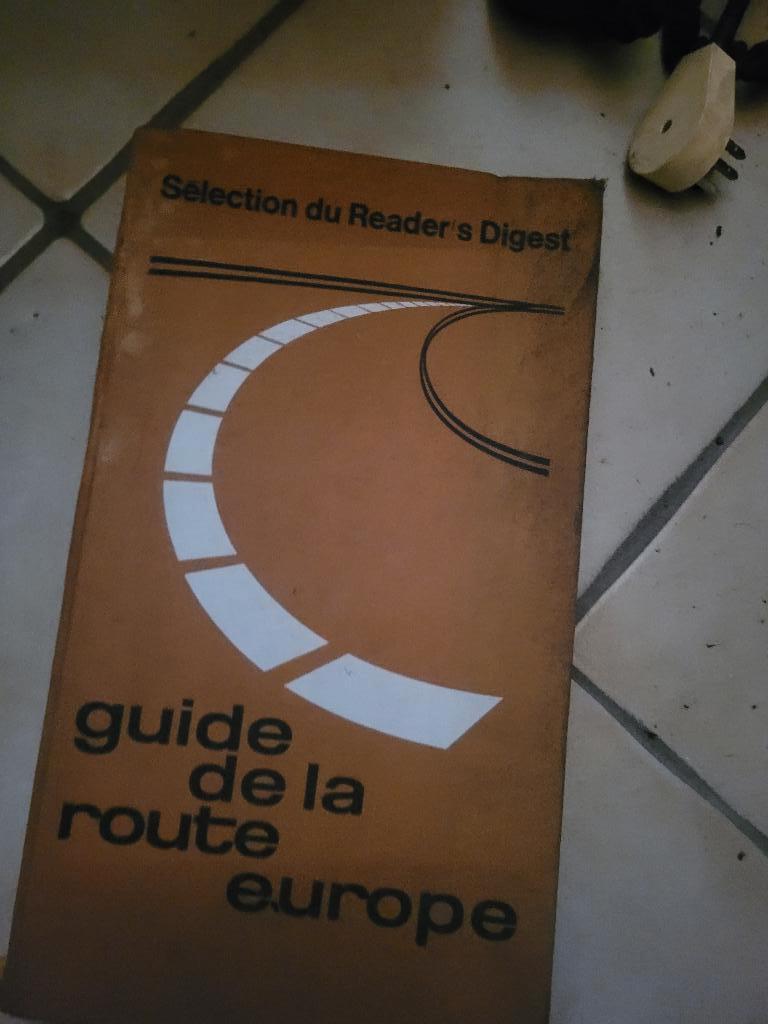 Sélection du Reader's Digest
guide
de la
route
europe